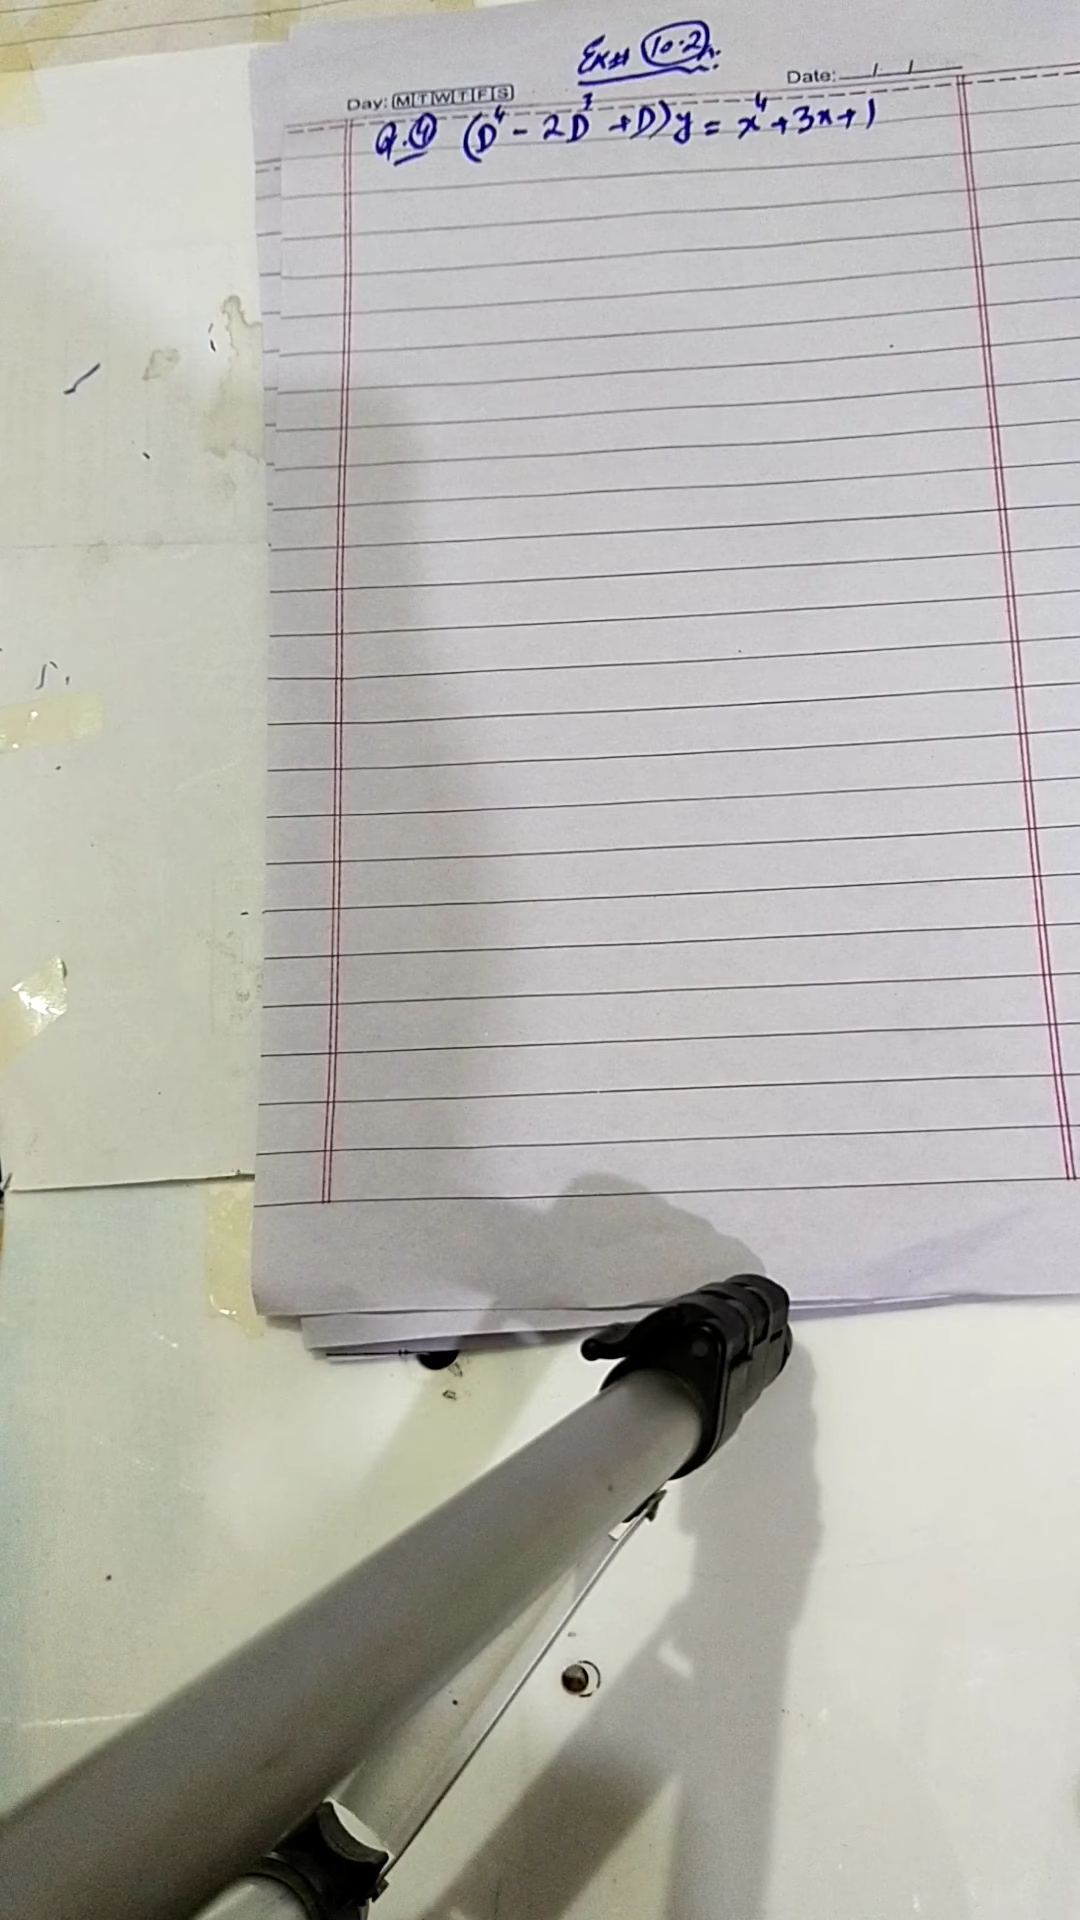 Ex# 10.2
Day: M T W T F S Date: / /
Q.4 (D⁴ - 2D³ + D)y = x⁴ + 3x + 1